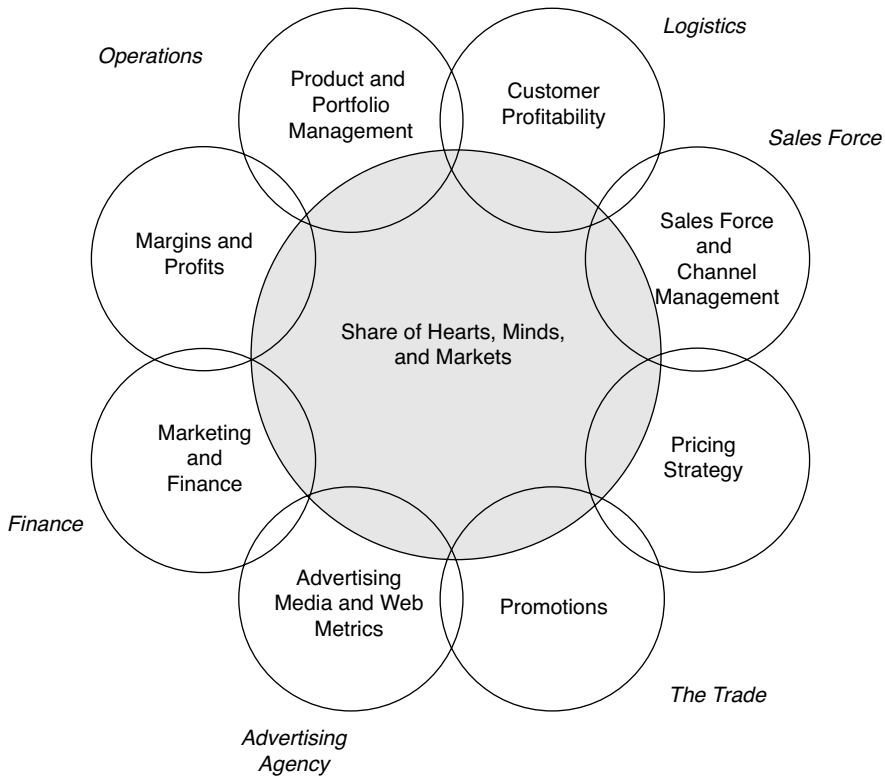 Logistics
Operations
Product and
Portfolio
Management
Customer
Profitability
Sales Force
Margins and
Profits
Sales Force
and
Channel
Management
Share of Hearts, Minds,
and Markets
Marketing
and
Finance
Pricing
Strategy
Finance
Advertising
Media and Web
Metrics
Promotions
The Trade
Advertising
Agency